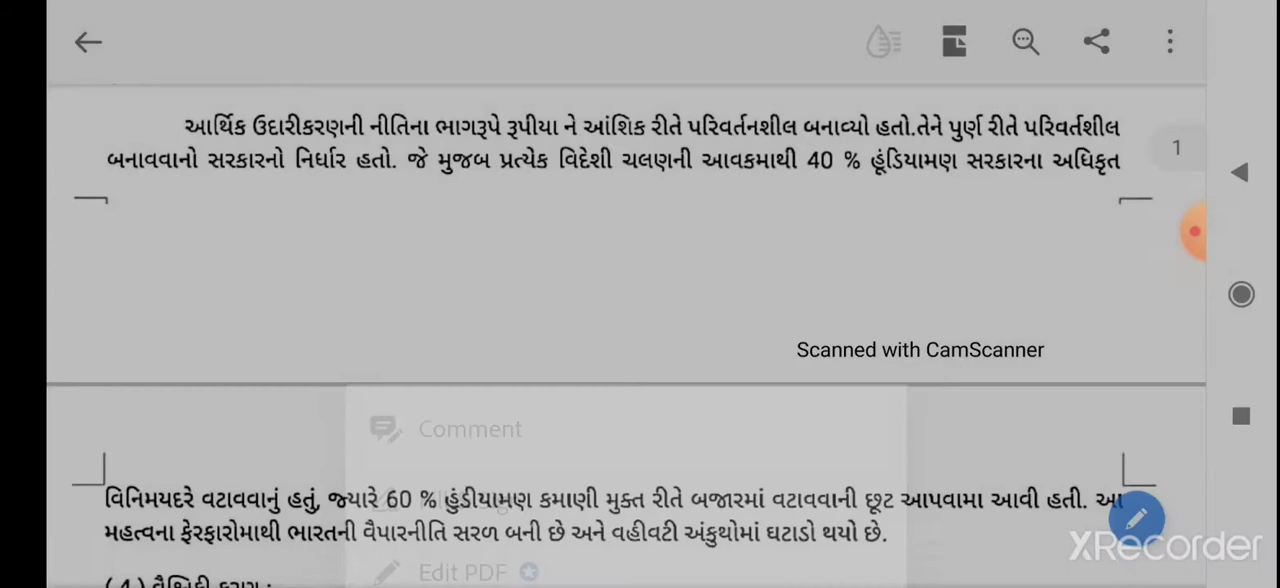 આર્થિક ઉદારીકરણની નીતિના ભાગરૂપે રૂપીયા ને આંશિક રીતે પરિવર્તનશીલ બનાવ્યો હતો.તેને પુર્ણ રીતે પરિવર્તશીલ
બનાવવાનો સરકારનો નિર્ધાર હતો. જે મુજબ પ્રત્યેક વિદેશી ચલણની આવકમાથી 40 % હૂંડિયામણ સરકારના અધિકૃત
1
Scanned with CamScanner
Comment
વિનિમયદરે વટાવવાનું હતું, જ્યારે 60 % હુંડીયામણ કમાણી મુક્ત રીતે બજારમાં વટાવવાની છૂટ આપવામા આવી હતી. આ
મહત્વના ફેરફારોમાથી ભારતની વૈપારનીતિ સરળ બની છે અને વહીવટી અંકુથોમાં ઘટાડો થયો છે.
XRecorder
Edit PDF